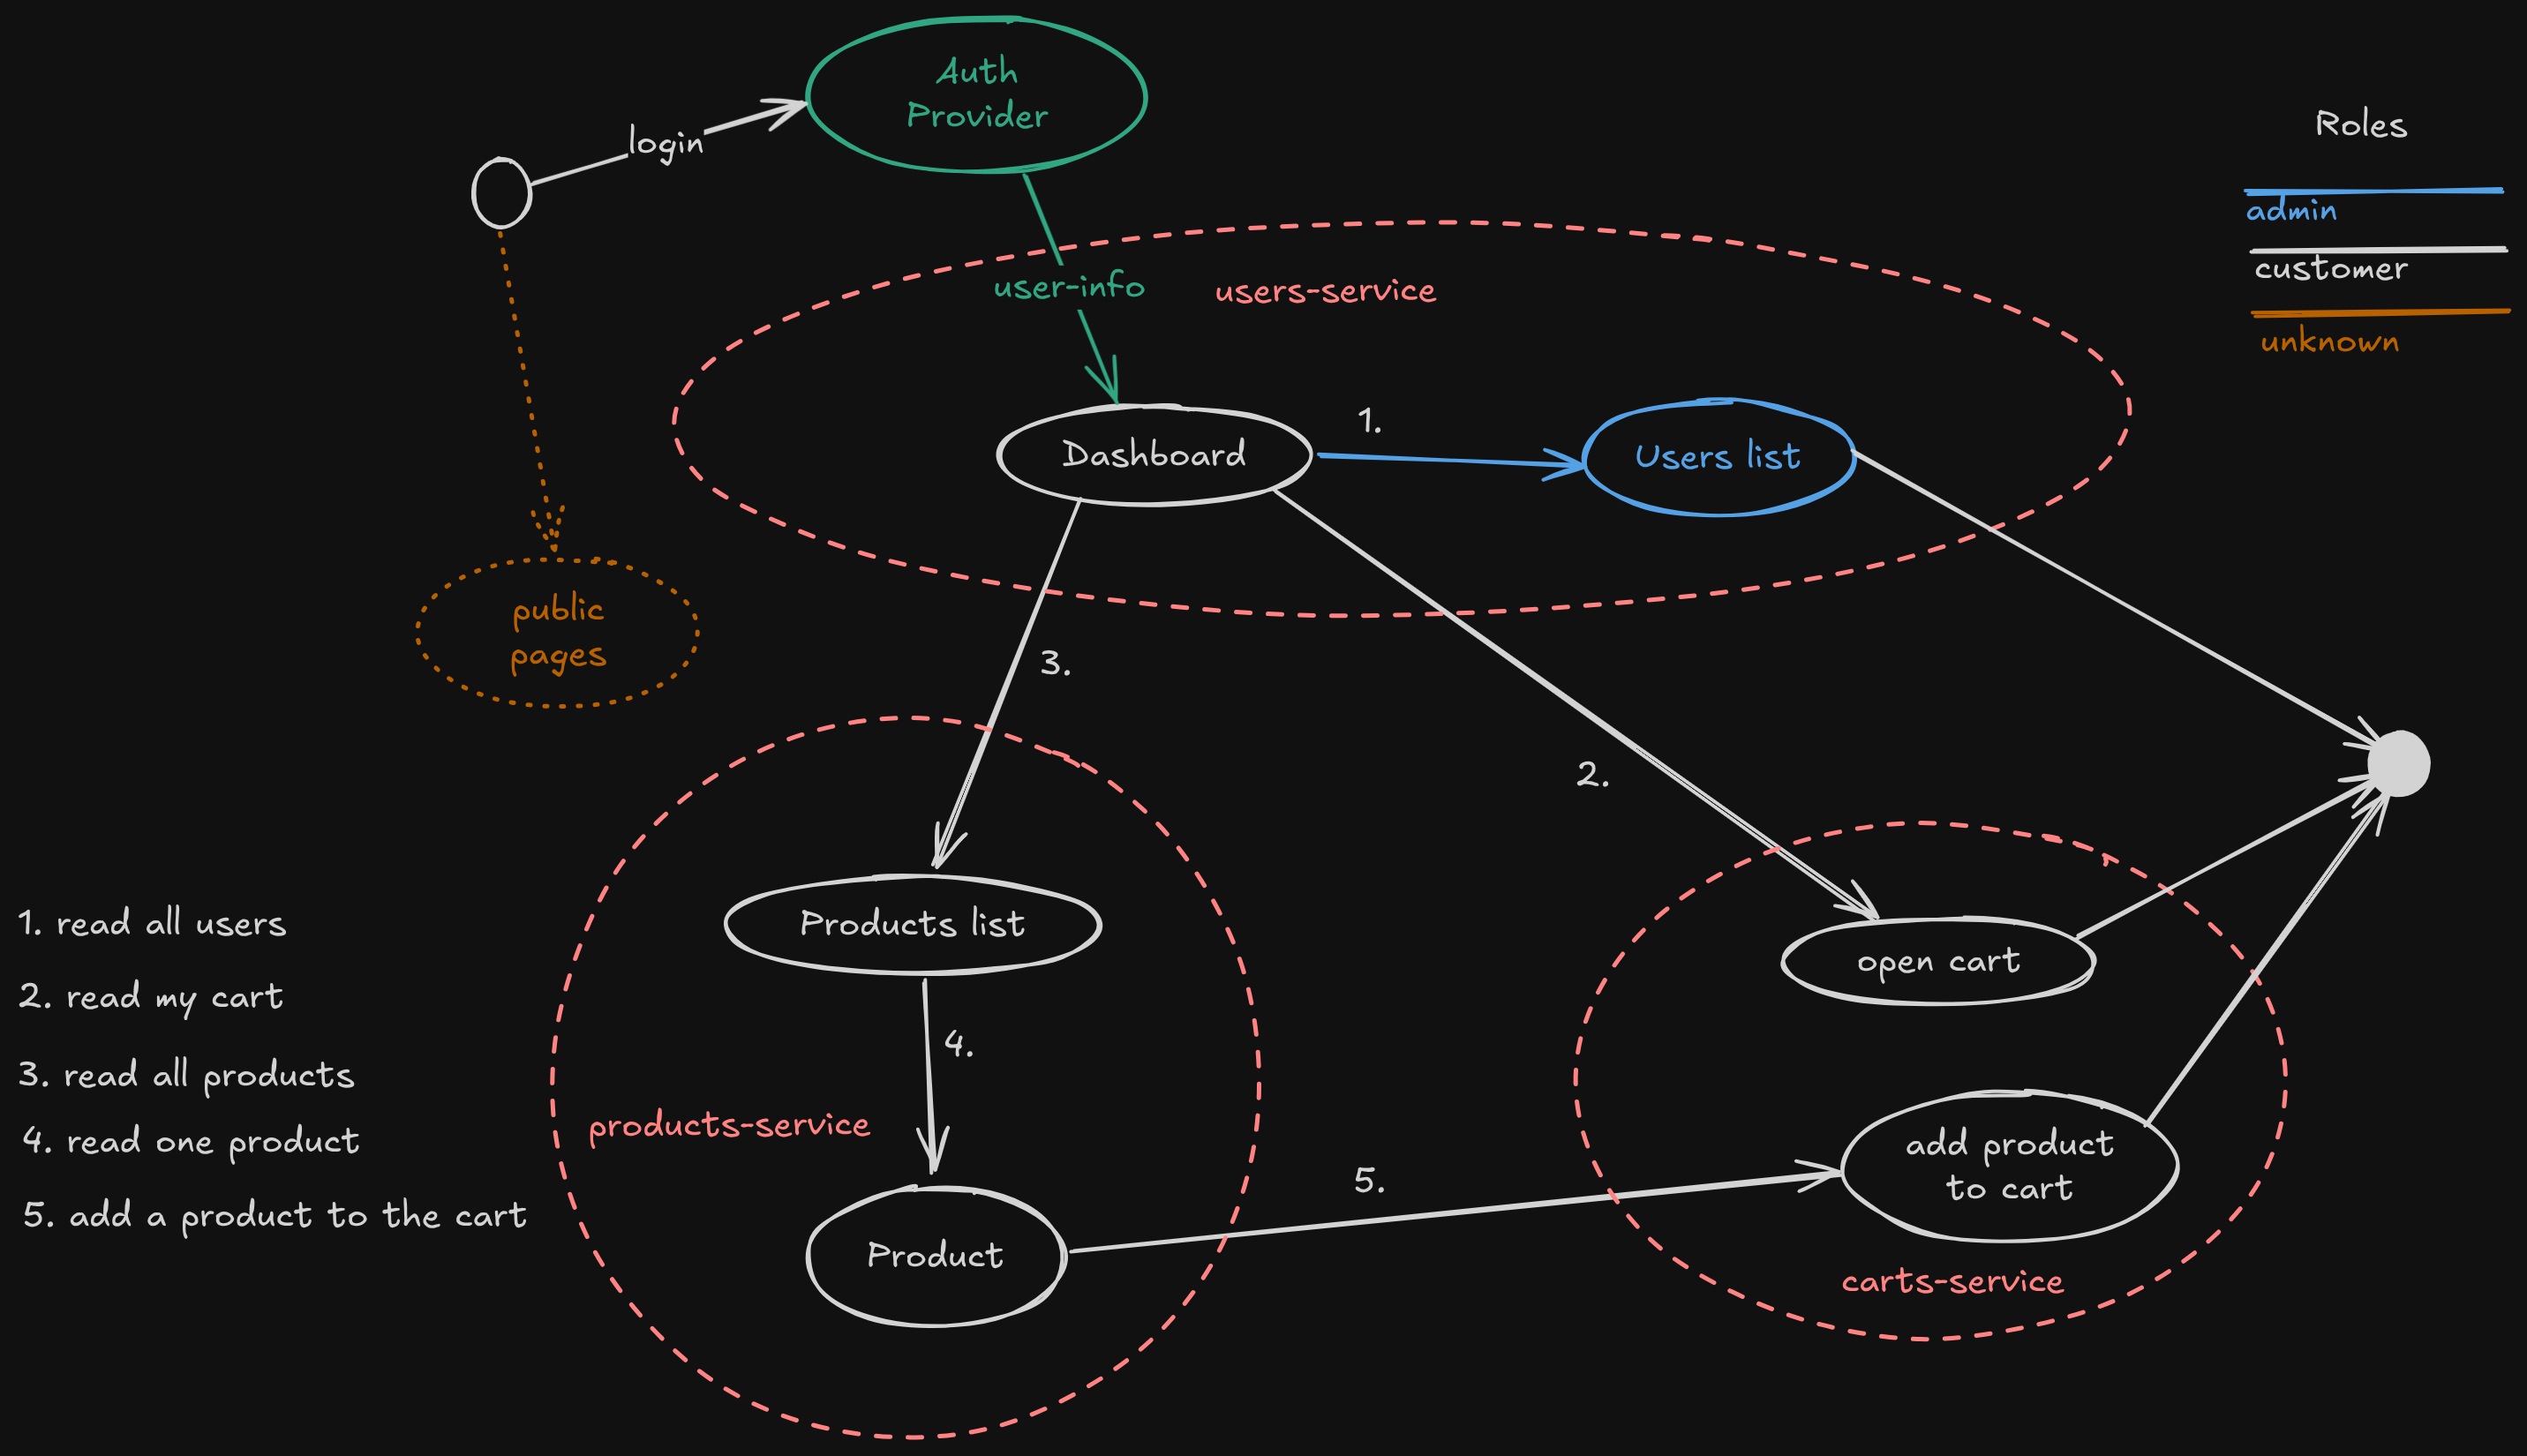 Auth
Provider
login
Roles
admin
customer
unknown
user-info
users-service
1.
Dashboard
Users list
public
pages
3.
2.
Products list
open cart
1. read all users
2. read my cart
3. read all products
4. read one product
5. add a product to the cart
4.
products-service
5.
add product
to cart
Product
carts-service